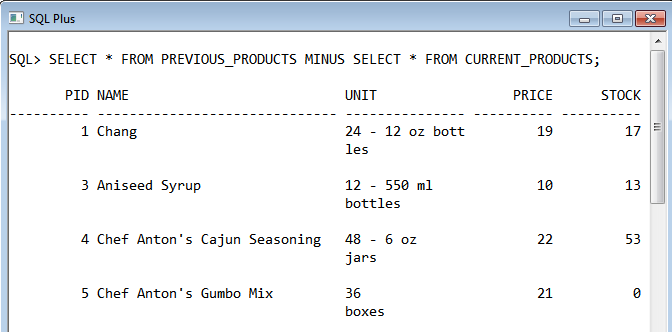 SQL Plus
SQL> SELECT * FROM PREVIOUS_PRODUCTS MINUS SELECT * FROM CURRENT_PRODUCTS;
PID NAME UNIT PRICE STOCK
---------- ------------------------------ --------------- ---------- ----------
1 Chang 24 - 12 oz bott 19 17
les
3 Aniseed Syrup 12 - 550 ml 10 13
bottles
4 Chef Anton's Cajun Seasoning 48 - 6 oz 22 53
jars
5 Chef Anton's Gumbo Mix 36 21 0
boxes